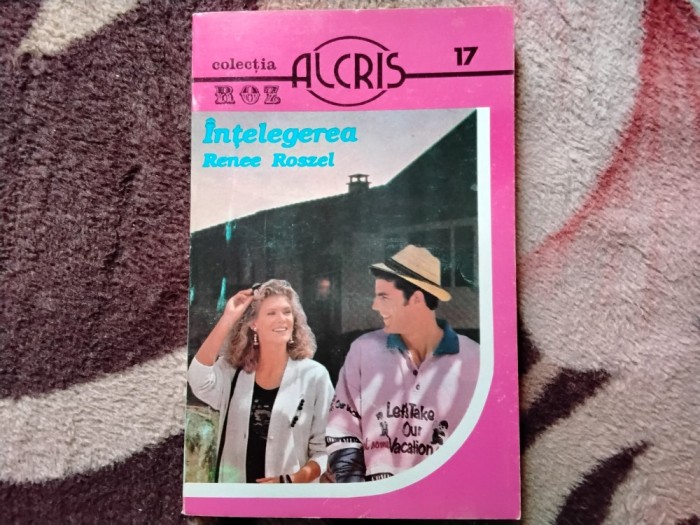 colecția
ROZ
ALCRIS
17
Înțelegerea
Renee Roszel
Let's Take
Our
Vacation